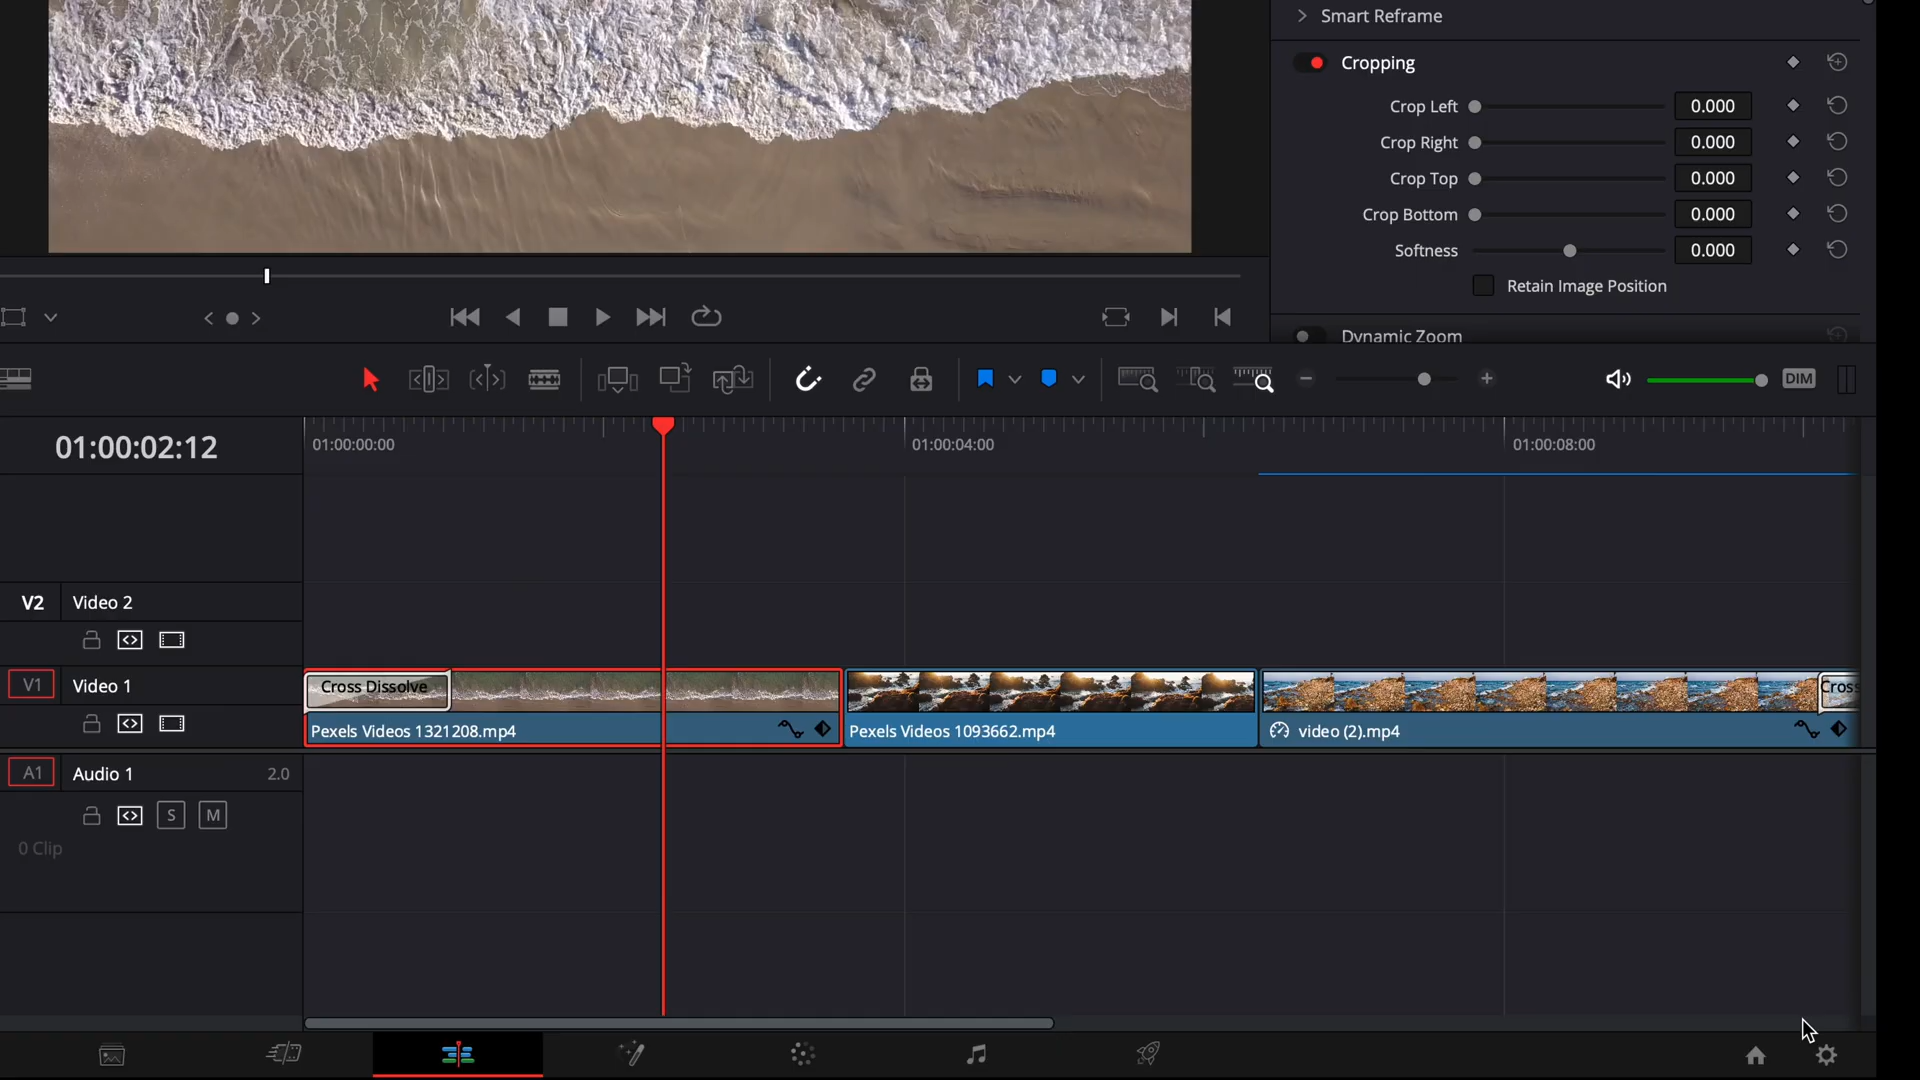 Smart Reframe
Cropping
Crop Left 0.000
Crop Right 0.000
Crop Top 0.000
Crop Bottom 0.000
Softness 0.000
Retain Image Position
Dynamic Zoom
DIM
01:00:02:12
01:00:00:00
01:00:04:00
01:00:08:00
V2 Video 2
V1 Video 1
Cross Dissolve
Cross
Pexels Videos 1321208.mp4
Pexels Videos 1093662.mp4
video (2).mp4
A1 Audio 1 2.0
S M
0 Clip